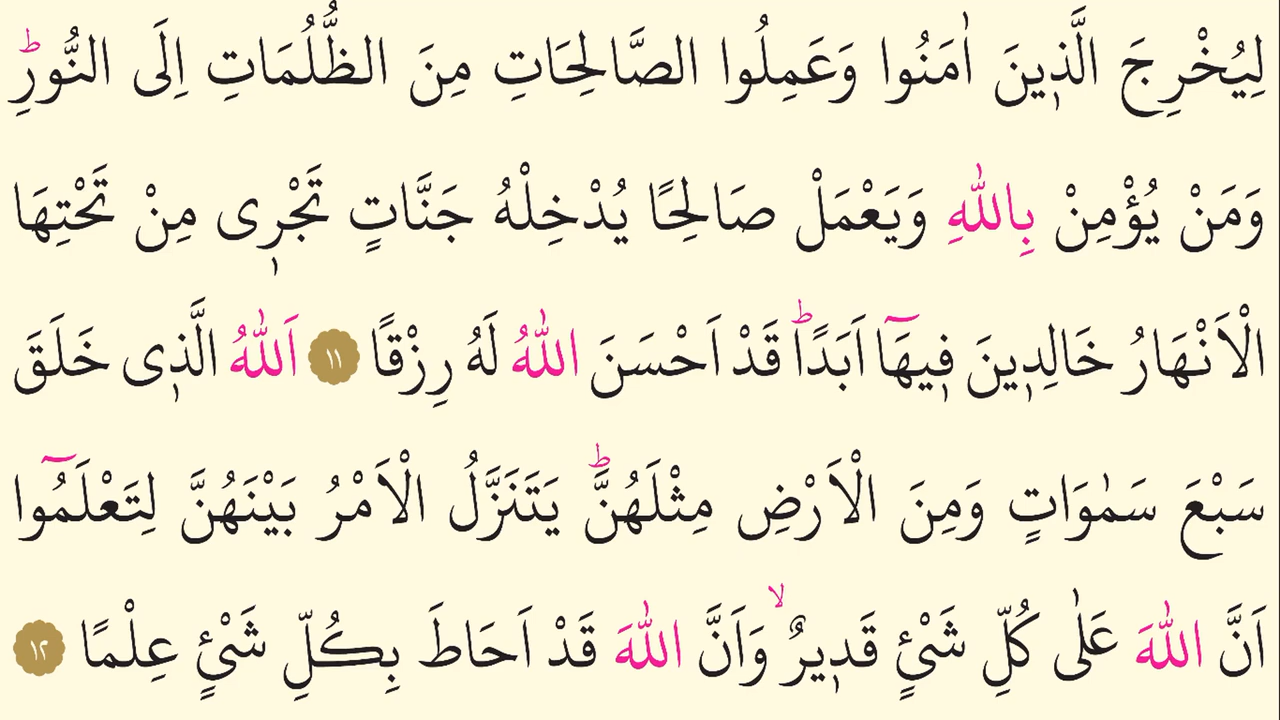 لِيُخْرِجَ الَّذٖينَ اٰمَنُوا وَعَمِلُوا الصَّالِحَاتِ مِنَ الظُّلُمَاتِ اِلَى النُّورِؕ
وَمَنْ يُؤْمِنْ بِاللّٰهِ وَيَعْمَلْ صَالِحًا يُدْخِلْهُ جَنَّاتٍ تَجْرٖى مِنْ تَحْتِهَا
الْاَنْهَارُ خَالِدٖينَ فٖيهَٓا اَبَدًاؕ قَدْ اَحْسَنَ اللّٰهُ لَهُ رِزْقًا ١١ اَللّٰهُ الَّذٖى خَلَقَ
سَبْعَ سَمٰوَاتٍ وَمِنَ الْاَرْضِ مِثْلَهُنَّؕ يَتَنَزَّلُ الْاَمْرُ بَيْنَهُنَّ لِتَعْلَمُٓوا
اَنَّ اللّٰهَ عَلٰى كُلِّ شَیْءٍ قَدٖيرٌۙ وَاَنَّ اللّٰهَ قَدْ اَحَاطَ بِكُلِّ شَیْءٍ عِلْمًا ١٢